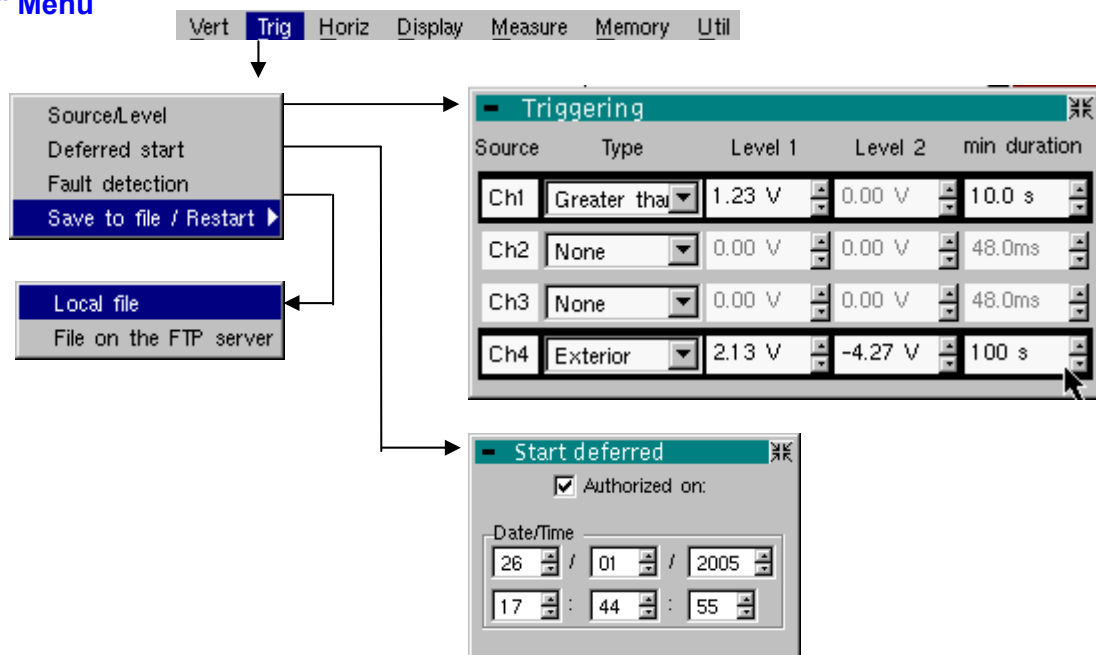 " Menu
Vert Trig Horiz Display Measure Memory Util
Source/Level
Deferred start
Fault detection
Save to file / Restart
Local file
File on the FTP server
Triggering
Source Type Level 1 Level 2 min duration
Ch1 Greater tha 1.23 V 0.00 V 10.0 s
Ch2 None 0.00 V 0.00 V 48.0ms
Ch3 None 0.00 V 0.00 V 48.0ms
Ch4 Exterior 2.13 V -4.27 V 100 s
Start deferred
Authorized on:
Date/Time
26 / 01 / 2005
17 : 44 : 55